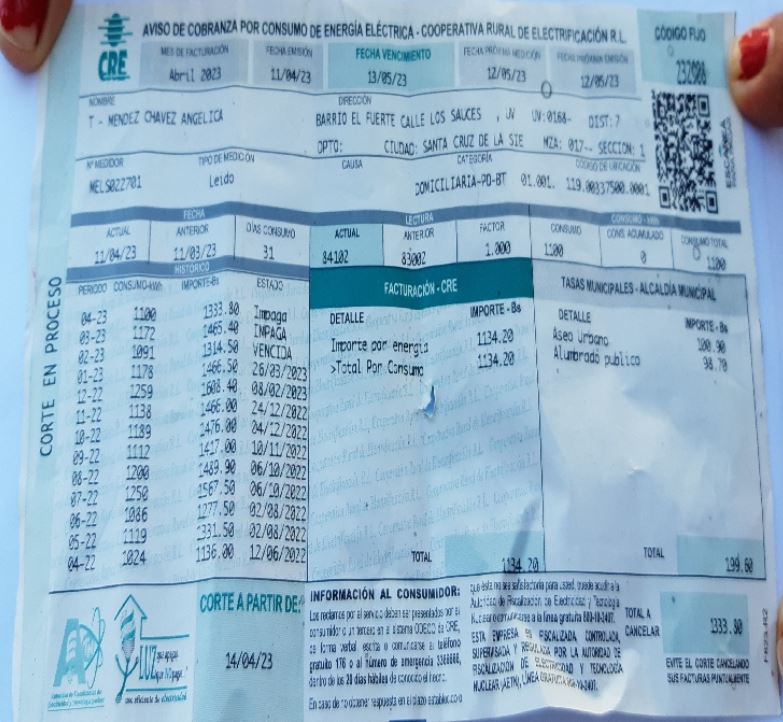 AVISO DE COBRANZA POR CONSUMO DE ENERGÍA ELÉCTRICA - COOPERATIVA RURAL DE ELECTRIFICACIÓN R.L.
CRE
MES DE FACTURACIÓN FECHA EMISIÓN FECHA VENCIMIENTO FECHA PRÓXIMA MEDICIÓN FECHA PRÓXIMA EMISIÓN CÓDIGO FIJO
Abril 2023 11/04/23 13/05/23 12/05/23 12/05/23
NOMBRE DIRECCIÓN
T - MENDEZ CHAVEZ ANGELICA BARRIO EL FUERTE CALLE LOS SAUCES , UV UV:0168- DIST:7
DPTO: CIUDAD: SANTA CRUZ DE LA SIE MZA: 017-- SECCION: 1
Nº MEDIDOR TIPO DE MEDICIÓN CAUSA CATEGORÍA CÓDIGO DE UBICACIÓN
MELS022701 Leido DOMICILIARIA-PD-BT 01.001. 119.00337500.0001
ESCANEA
FECHA LECTURA CONSUMO - kWh
ACTUAL ANTERIOR DÍAS CONSUMO ACTUAL ANTERIOR FACTOR CONSUMO CONS. ACUMULADO CONSUMO TOTAL
11/04/23 11/03/23 31 84102 83002 1.000 1100 0 1100
HISTÓRICO
PERIODO CONSUMO-kWh IMPORTE-Bs ESTADO
04-23 1100 1333.80 Impaga
03-23 1172 1465.40 INPAGA
02-23 1091 1314.50 VENCIDA
01-23 1178 1466.50 26/03/2023
12-22 1259 1608.40 08/02/2023
11-22 1138 1466.00 24/12/2022
10-22 1189 1476.00 04/12/2022
09-22 1112 1417.00 10/11/2022
08-22 1200 1489.90 06/10/2022
07-22 1250 1567.50 06/10/2022
06-22 1086 1277.50 02/08/2022
05-22 1119 1331.50 02/08/2022
04-22 1024 1136.00 12/06/2022
FACTURACIÓN - CRE
DETALLE IMPORTE - Bs
Importe por energia 1134.20
>Total Por Consumo 1134.20
TOTAL 1134.20
TASAS MUNICIPALES - ALCALDÍA MUNICIPAL
DETALLE IMPORTE - Bs
Aseo Urbano 100.90
Alumbrado publico 98.70
TOTAL 199.60
CORTE EN PROCESO
CORTE A PARTIR DE:
14/04/23
INFORMACIÓN AL CONSUMIDOR:
Los reclamos por el servicio deben ser presentados por el
consumidor o un tercero en el sistema ODECO de CRE,
de forma verbal, escrita o comunicarse al teléfono
gratuito 176 o al número de emergencia 3366666,
dentro de los 20 días hábiles de conocido el hecho.
En caso de no obtener respuesta en el plazo establecido o
que ésta no sea satisfactoria para usted, puede acudir a la
Autoridad de Fiscalización de Electricidad y Tecnología
Nuclear o comunicarse a la línea gratuita 800-10-2407.
ESTA EMPRESA ES FISCALIZADA, CONTROLADA,
SUPERVISADA Y REGULADA POR LA AUTORIDAD DE
FISCALIZACIÓN DE ELECTRICIDAD Y TECNOLOGÍA
NUCLEAR (AETN), LÍNEA GRATUITA 800-10-2407.
TOTAL A
CANCELAR
1333.80
EVITE EL CORTE CANCELANDO
SUS FACTURAS PUNTUALMENTE